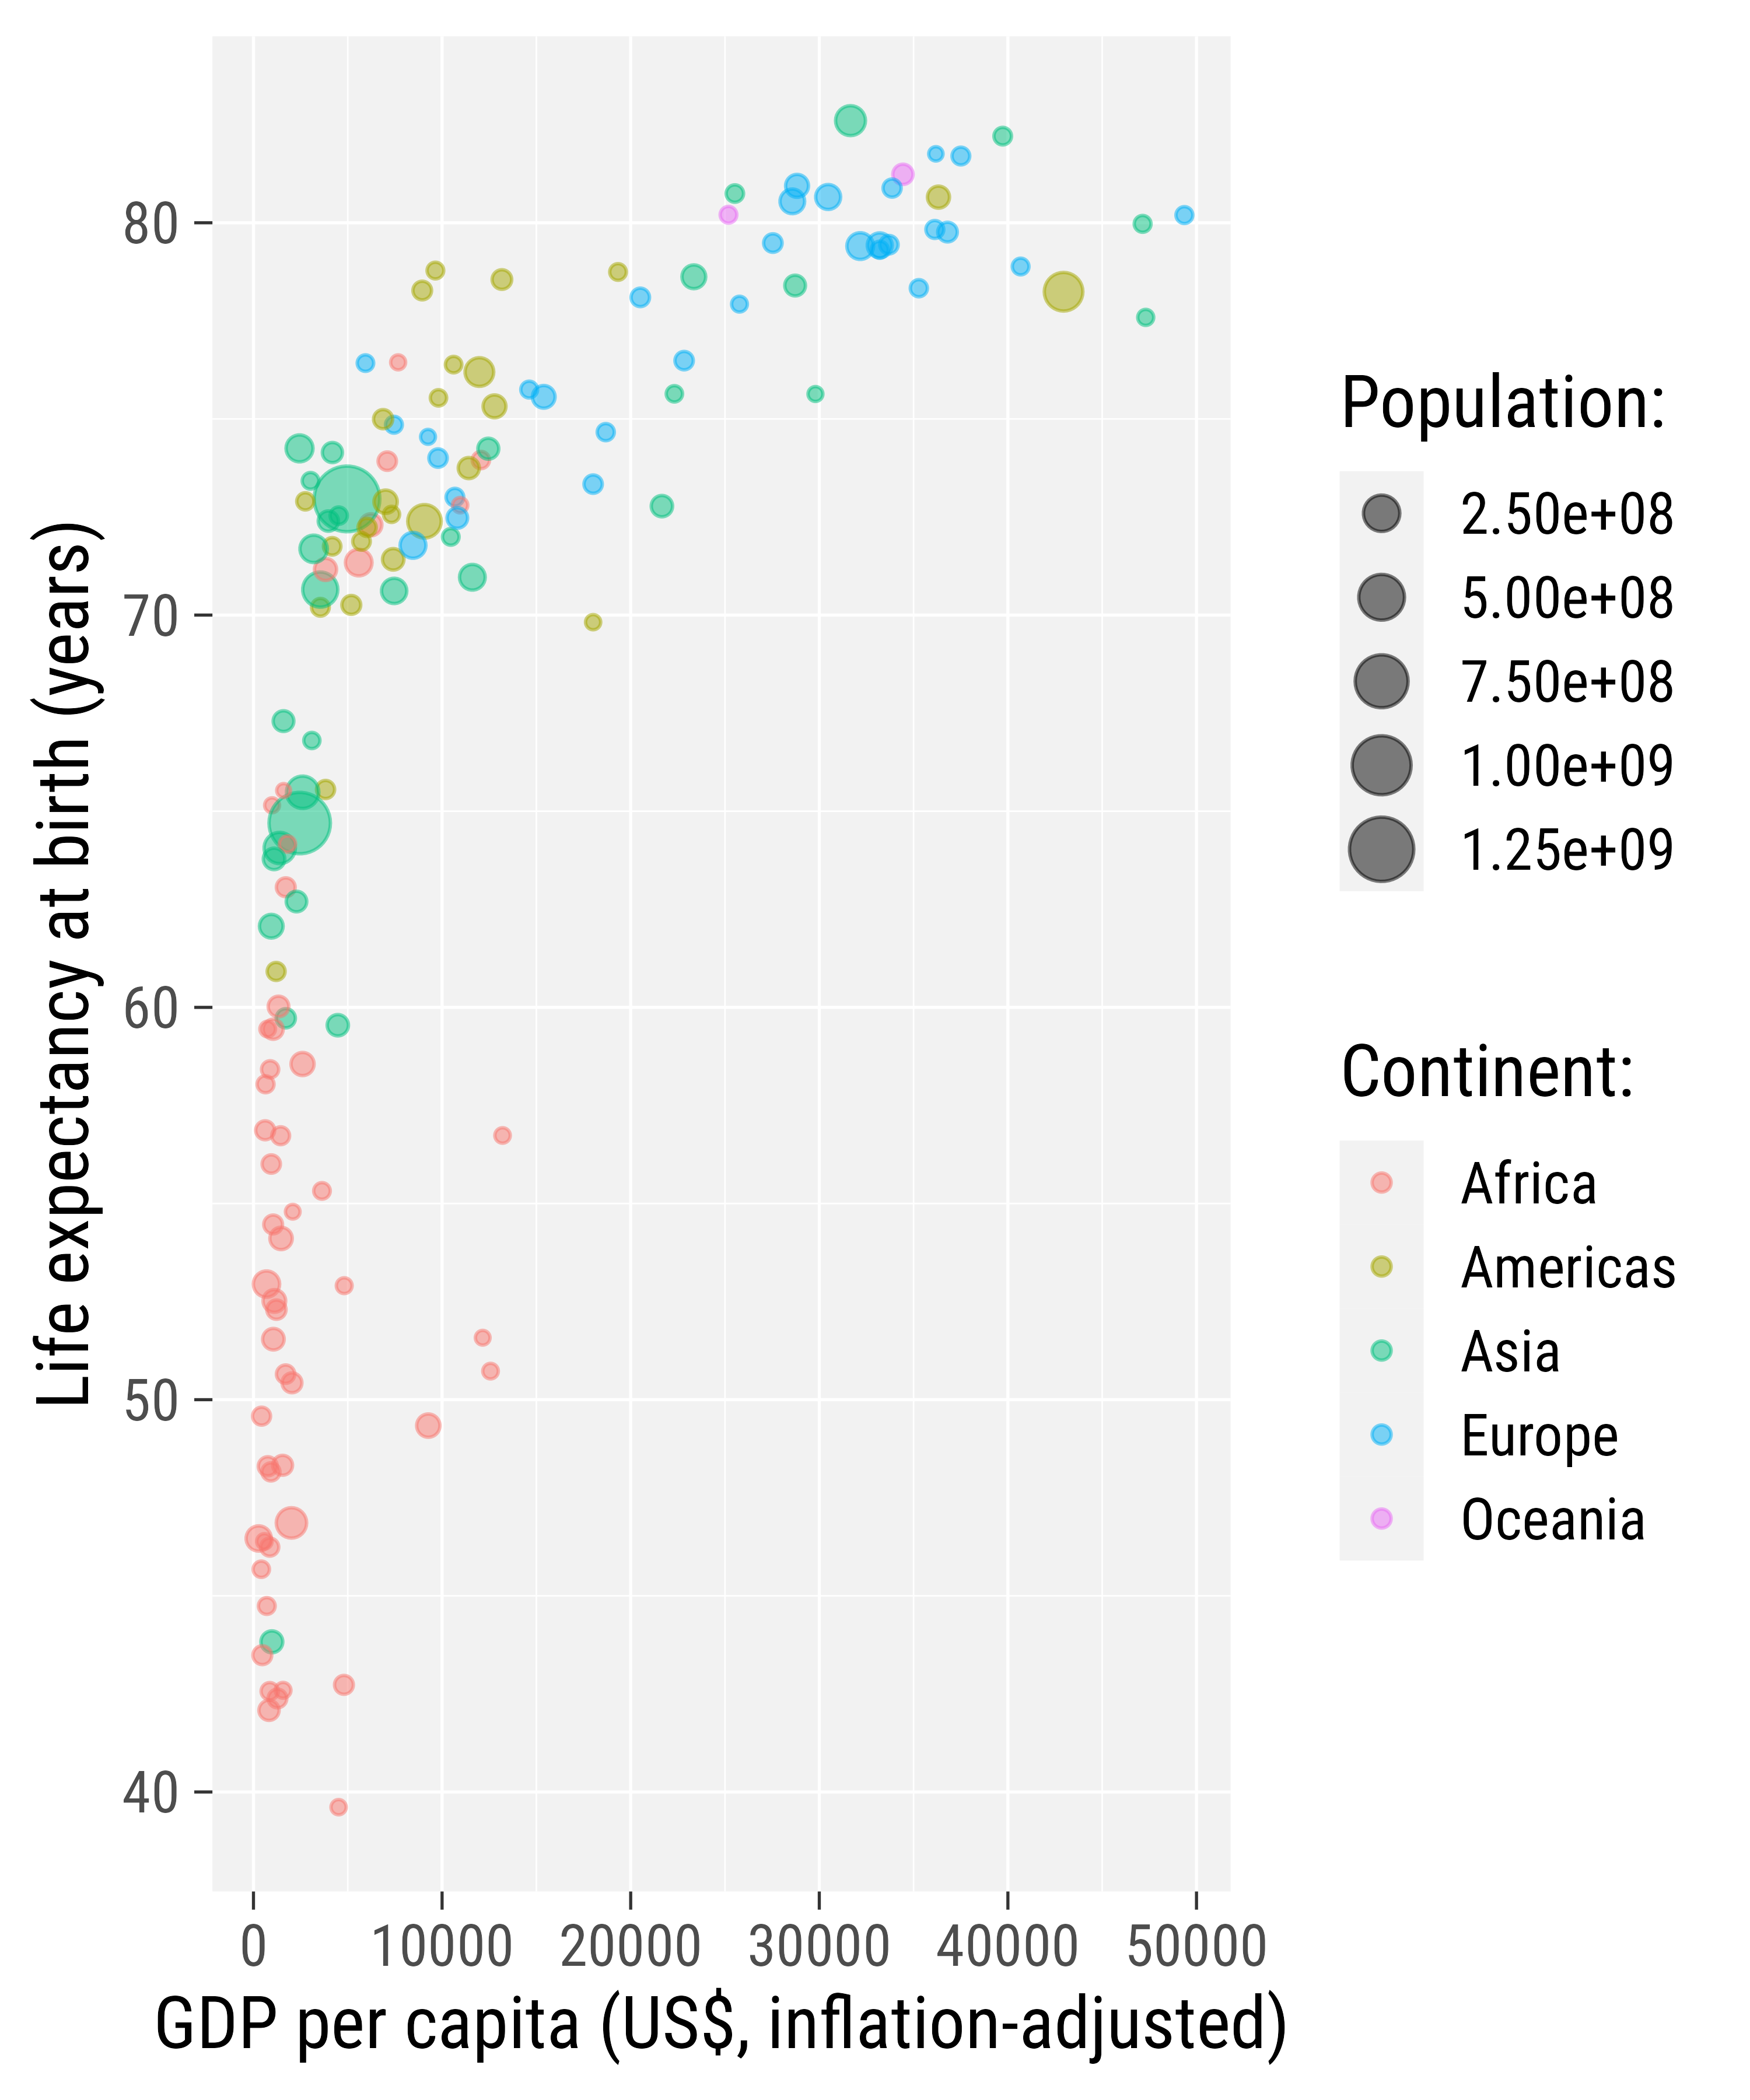 Life expectancy at birth (years)
80
70
60
50
40
0 10000 20000 30000 40000 50000
GDP per capita (US$, inflation-adjusted)
Population:
2.50e+08
5.00e+08
7.50e+08
1.00e+09
1.25e+09
Continent:
Africa
Americas
Asia
Europe
Oceania